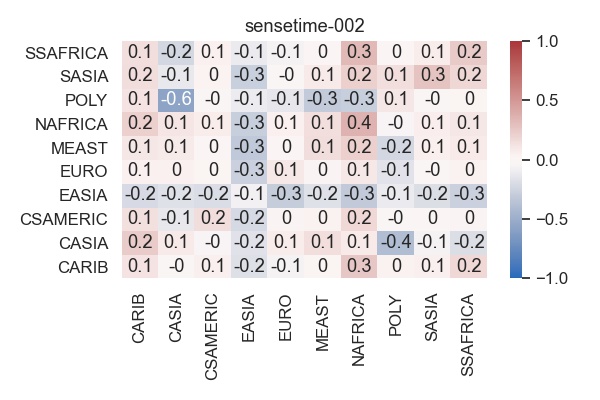 sensetime-002
SSAFRICA 0.1 -0.2 0.1 -0.1 -0.1 0 0.3 0 0.1 0.2
SASIA 0.2 -0.1 0 -0.3 -0 0.1 0.2 0.1 0.3 0.2
POLY 0.1 -0.6 -0 -0.1 -0.1 -0.3 -0.3 0.1 -0 0
NAFRICA 0.2 0.1 0.1 -0.3 0.1 0.1 0.4 -0 0.1 0.1
MEAST 0.1 0.1 0 -0.3 0 0.1 0.2 -0.2 0.1 0.1
EURO 0.1 0 0 -0.3 0.1 0 0.1 -0.1 -0 0
EASIA -0.2 -0.2 -0.2 -0.1 -0.3 -0.2 -0.3 -0.1 -0.2 -0.3
CSAMERIC 0.1 -0.1 0.2 -0.2 0 0 0.2 -0 0 0
CASIA 0.2 0.1 -0 -0.2 0.1 0.1 0.1 -0.4 -0.1 -0.2
CARIB 0.1 -0 0.1 -0.2 -0.1 0 0.3 0 0.1 0.2
CARIB CASIA CSAMERIC EASIA EURO MEAST NAFRICA POLY SASIA SSAFRICA
1.0
0.5
0.0
−0.5
−1.0